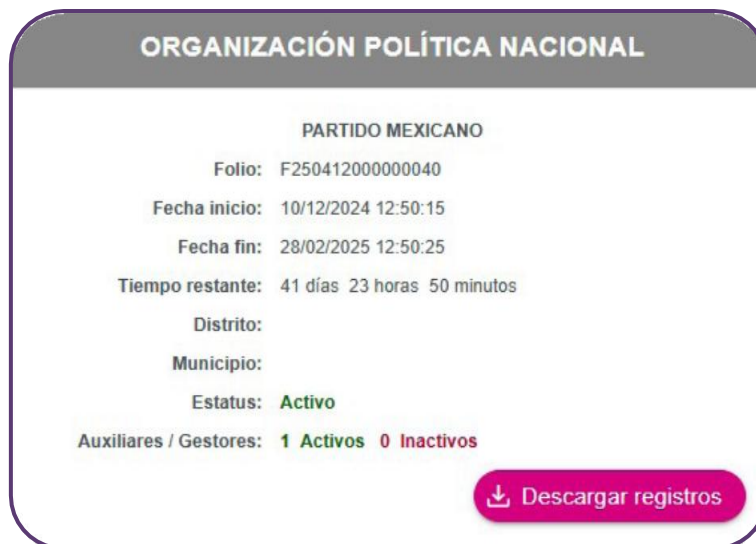 ORGANIZACIÓN POLÍTICA NACIONAL
PARTIDO MEXICANO
Folio: F250412000000040
Fecha inicio: 10/12/2024 12:50:15
Fecha fin: 28/02/2025 12:50:25
Tiempo restante: 41 días 23 horas 50 minutos
Distrito:
Municipio:
Estatus: Activo
Auxiliares / Gestores: 1 Activos 0 Inactivos
Descargar registros